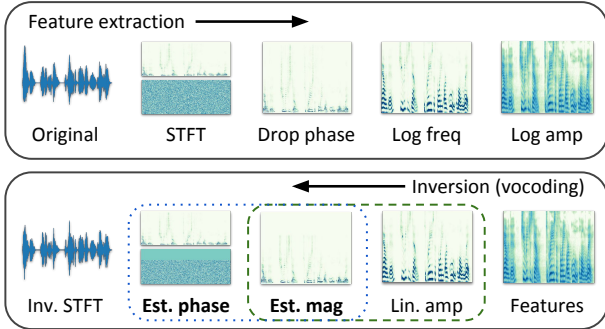 Feature extraction
Original
STFT
Drop phase
Log freq
Log amp
Inversion (vocoding)
Inv. STFT
Est. phase
Est. mag
Lin. amp
Features